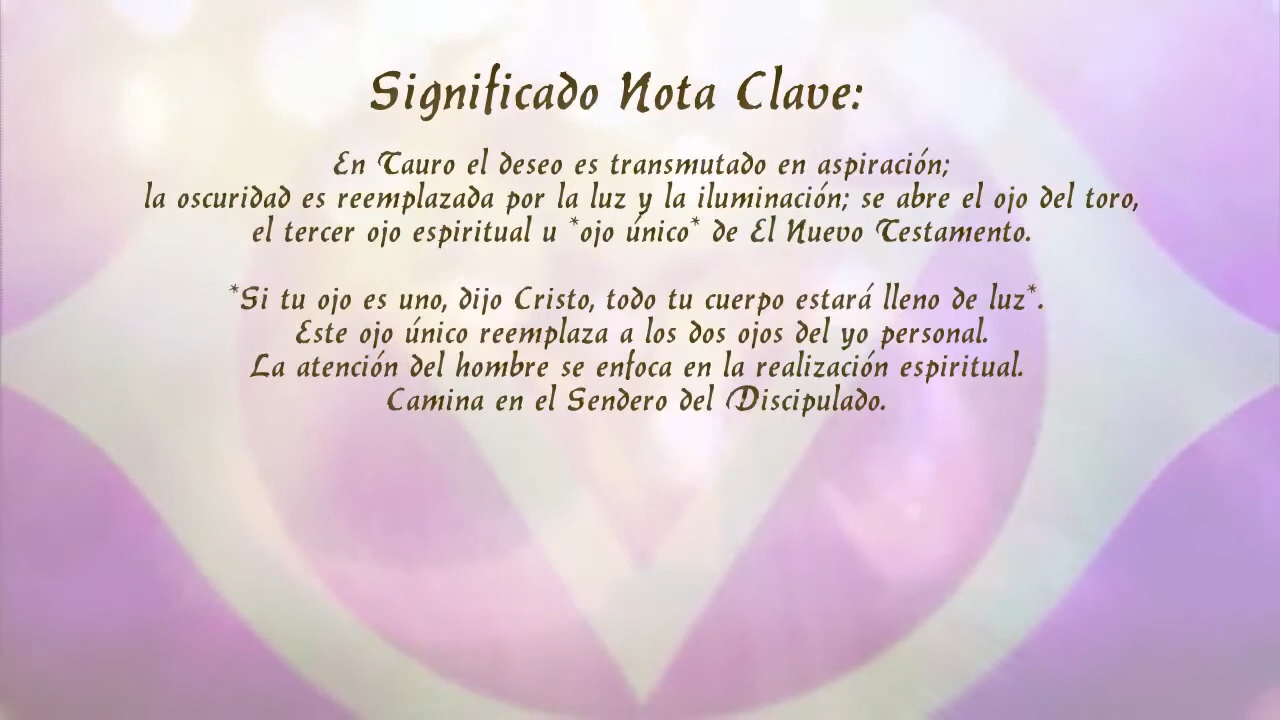 Significado Nota Clave:
En Tauro el deseo es transmutado en aspiración;
la oscuridad es reemplazada por la luz y la iluminación; se abre el ojo del toro,
el tercer ojo espiritual u *ojo único* de El Nuevo Testamento.
*Si tu ojo es uno, dijo Cristo, todo tu cuerpo estará lleno de luz*.
Este ojo único reemplaza a los dos ojos del yo personal.
La atención del hombre se enfoca en la realización espiritual.
Camina en el Sendero del Discipulado.